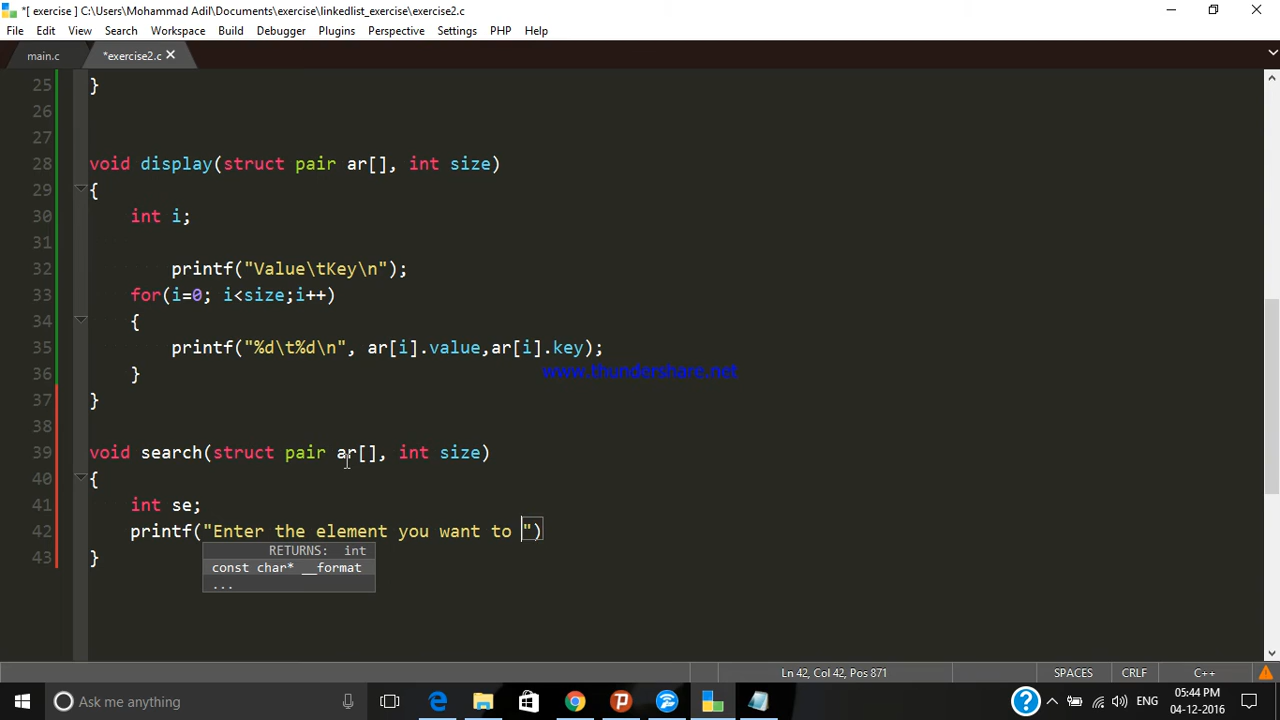 *[ exercise ] C:\Users\Mohammad Adil\Documents\exercise\linkedlist_exercise\exercise2.c
File Edit View Search Workspace Build Debugger Plugins Perspective Settings PHP Help
main.c *exercise2.c
25 }
26
27
28 void display(struct pair ar[], int size)
29 {
30 int i;
31
32 printf("Value\tKey\n");
33 for(i=0; i<size;i++)
34 {
35 printf("%d\t%d\n", ar[i].value,ar[i].key);
36 }
www.thundershare.net
37 }
38
39 void search(struct pair ar[], int size)
40 {
41 int se;
42 printf("Enter the element you want to ")
RETURNS: int
43 }
const char* __format
...
Ln 42, Col 42, Pos 871 SPACES CRLF C++
Ask me anything
ENG
05:44 PM
04-12-2016